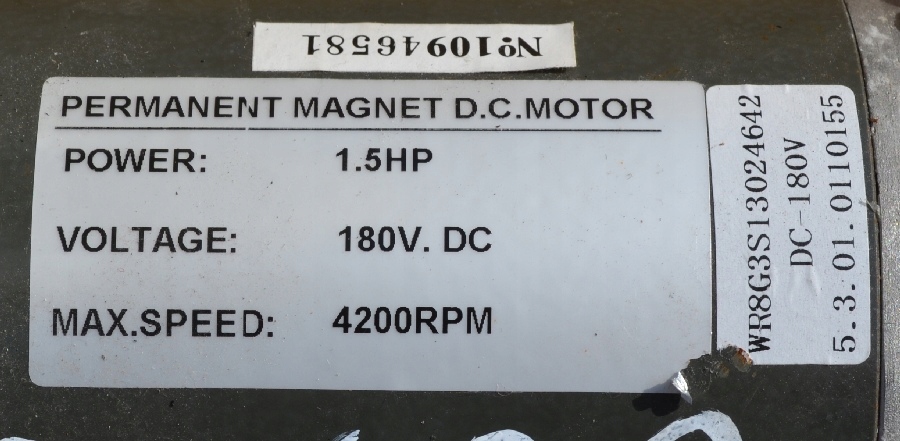 №10946581
PERMANENT MAGNET D.C.MOTOR
POWER: 1.5HP
VOLTAGE: 180V. DC
MAX.SPEED: 4200RPM
WR8G3S13024642
DC-180V
5.3.01.0110155